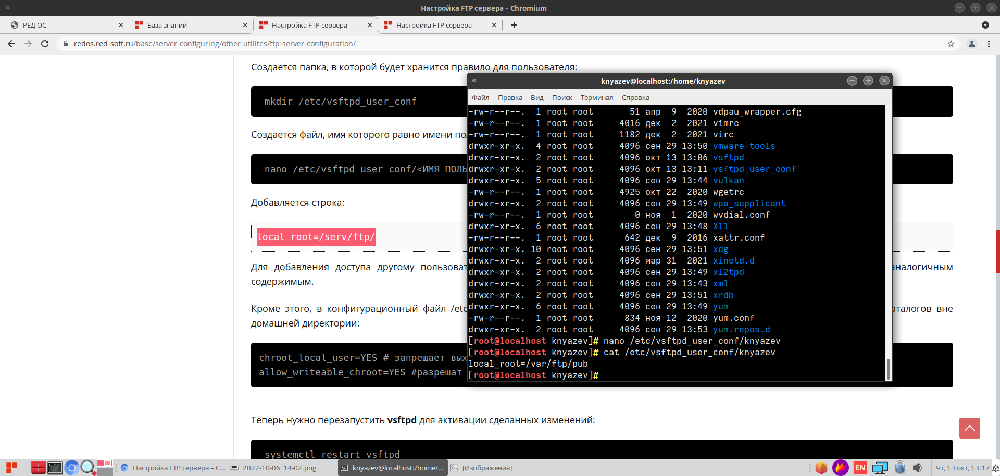 Настройка FTP сервера – Chromium
РЕД ОС
База знаний
Настройка FTP сервера
Настройка FTP сервера
redos.red-soft.ru/base/server-configuring/other-utilites/ftp-server-configuration/
Создается папка, в которой будет хранится правило для пользователя:
mkdir /etc/vsftpd_user_conf
Создается файл, имя которого равно имени по
nano /etc/vsftpd_user_conf/<ИМЯ_ПОЛЬ
Добавляется строка:
local_root=/serv/ftp/
Для добавления доступа другому пользоват аналогичным
содержимым.
Кроме этого, в конфигурационный файл /etc аталогов вне
домашней директории:
chroot_local_user=YES # запрещает вых
allow_writeable_chroot=YES #разрешат
Теперь нужно перезапустить vsftpd для активации сделанных изменений:
systemctl restart vsftpd
knyazev@localhost:/home/knyazev
Файл Правка Вид Поиск Терминал Справка
-rw-r--r--. 1 root root 51 апр 9 2020 vdpau_wrapper.cfg
-rw-r--r--. 1 root root 4016 дек 2 2021 vimrc
-rw-r--r--. 1 root root 1182 дек 2 2021 virc
drwxr-xr-x. 4 root root 4096 сен 29 13:50 vmware-tools
drwxr-xr-x. 2 root root 4096 окт 13 13:06 vsftpd
drwxr-xr-x. 2 root root 4096 окт 13 13:11 vsftpd_user_conf
drwxr-xr-x. 5 root root 4096 сен 29 13:44 vulkan
-rw-r--r--. 1 root root 4925 окт 22 2020 wgetrc
drwxr-xr-x. 2 root root 4096 сен 29 13:49 wpa_supplicant
-rw-r--r--. 1 root root 0 ноя 1 2020 wvdial.conf
drwxr-xr-x. 6 root root 4096 сен 29 13:48 X11
-rw-r--r--. 1 root root 642 дек 9 2016 xattr.conf
drwxr-xr-x. 10 root root 4096 сен 29 13:51 xdg
drwxr-xr-x. 2 root root 4096 мар 31 2021 xinetd.d
drwxr-xr-x. 2 root root 4096 сен 29 13:49 xl2tpd
drwxr-xr-x. 2 root root 4096 сен 29 13:43 xml
drwxr-xr-x. 2 root root 4096 сен 29 13:51 xrdb
drwxr-xr-x. 6 root root 4096 сен 29 13:49 yum
-rw-r--r--. 1 root root 834 ноя 12 2020 yum.conf
drwxr-xr-x. 2 root root 4096 сен 29 13:53 yum.repos.d
[root@localhost knyazev]# nano /etc/vsftpd_user_conf/knyazev
[root@localhost knyazev]# cat /etc/vsftpd_user_conf/knyazev
local_root=/var/ftp/pub
[root@localhost knyazev]#
Настройка FTP сервера – С...
2022-10-06_14-02.png
knyazev@localhost:/home/...
[Изображения]
EN
Чт, 13 окт, 13:17